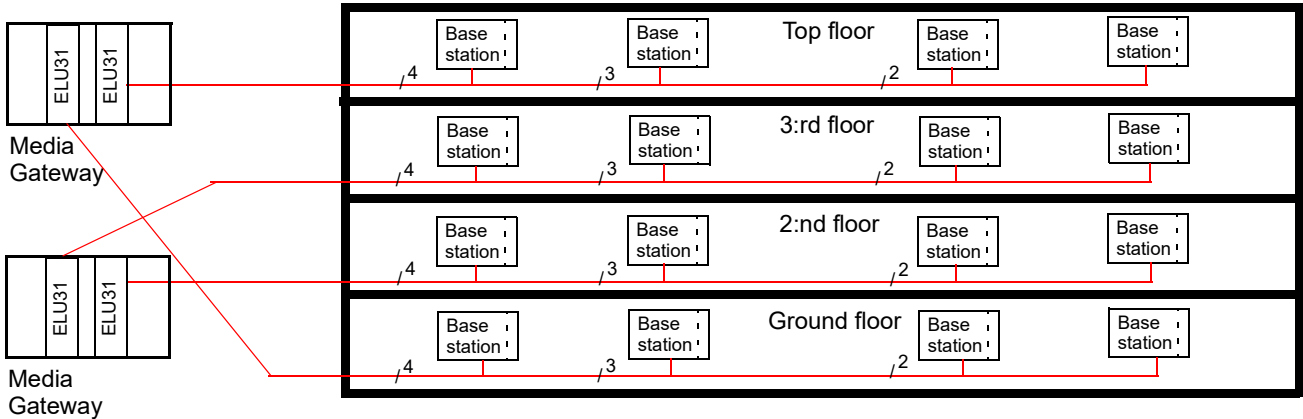 Base
station
Base
station
Top floor
Base
station
Base
station
ELU31
ELU31
4
3
2
Media
Gateway
Base
station
Base
station
3:rd floor
Base
station
Base
station
4
3
2
Base
station
Base
station
2:nd floor
Base
station
Base
station
ELU31
ELU31
4
3
2
Base
station
Base
station
Ground floor
Base
station
Base
station
4
3
2
Media
Gateway